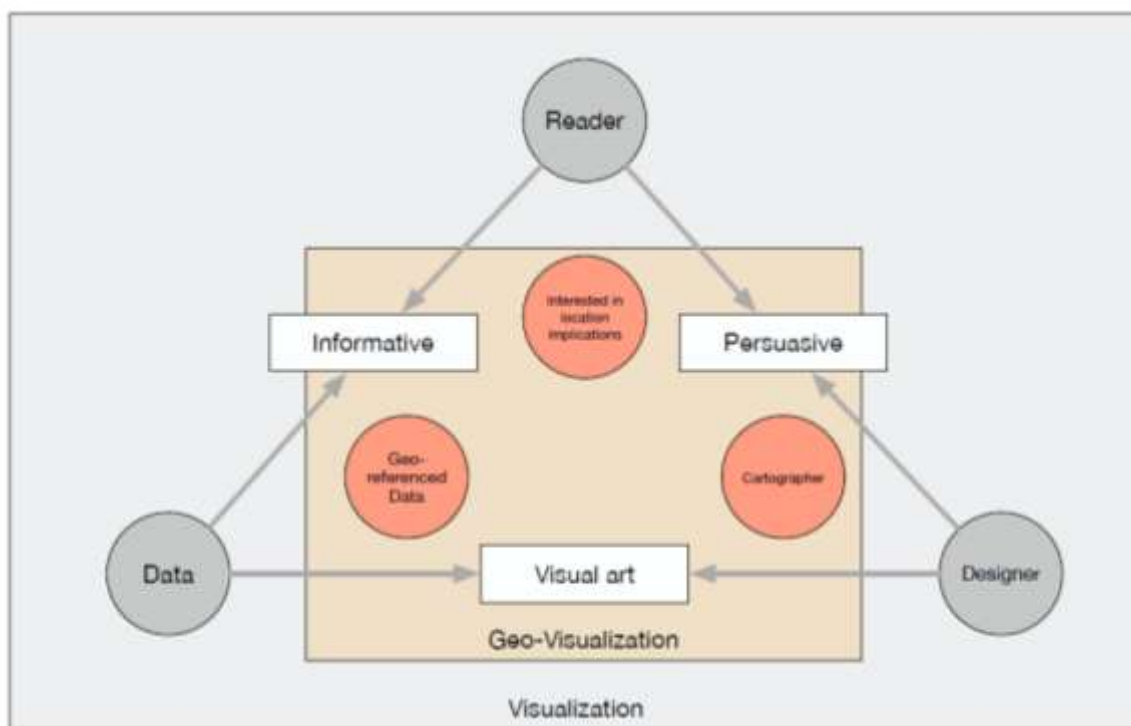 Reader
Interested in
location
implications
Informative
Persuasive
Geo-
referenced
Data
Cartographer
Data
Visual art
Designer
Geo-Visualization
Visualization